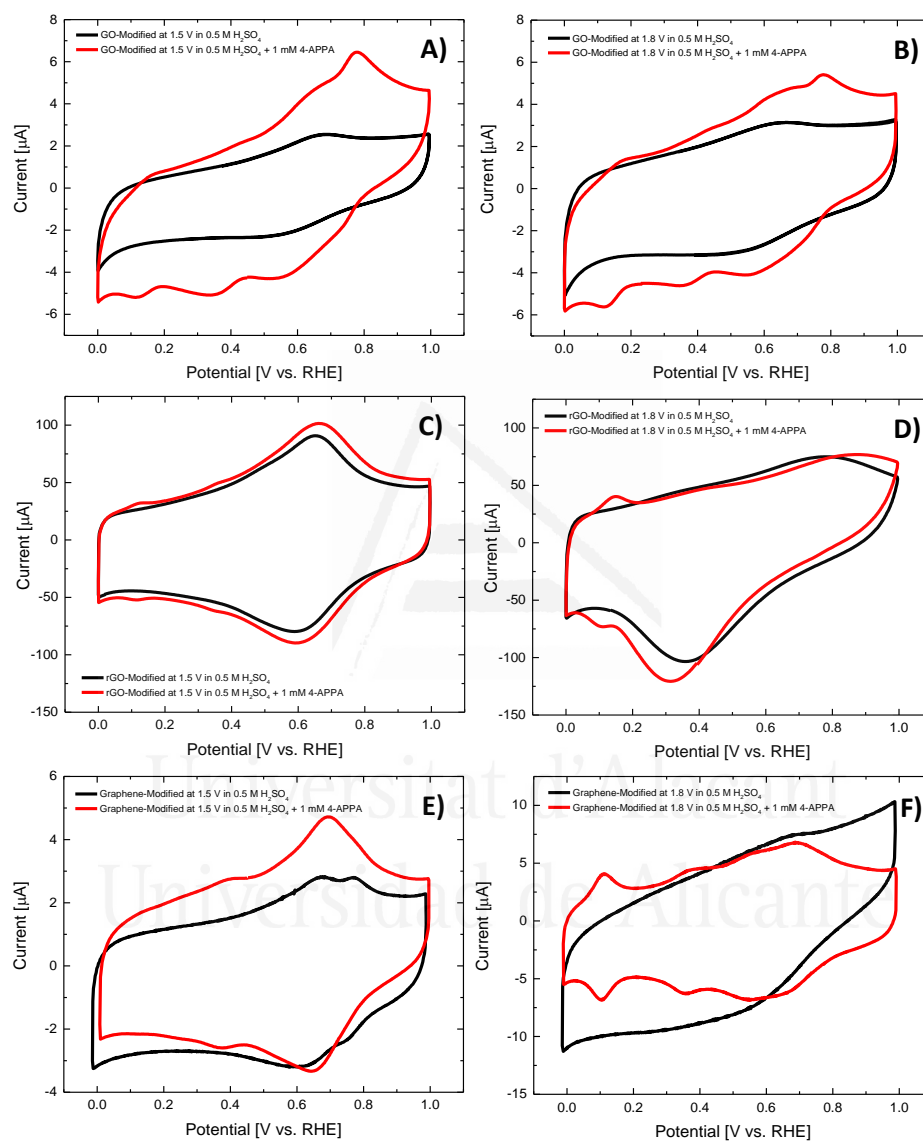 A)
GO-Modified at 1.5 V in 0.5 M H₂SO₄
GO-Modified at 1.5 V in 0.5 M H₂SO₄ + 1 mM 4-APPA
Current [µA]
8
6
4
2
0
-2
-4
-6
0.0 0.2 0.4 0.6 0.8 1.0
Potential [V vs. RHE]
B)
GO-Modified at 1.8 V in 0.5 M H₂SO₄
GO-Modified at 1.8 V in 0.5 M H₂SO₄ + 1 mM 4-APPA
Current [µA]
8
6
4
2
0
-2
-4
-6
0.0 0.2 0.4 0.6 0.8 1.0
Potential [V vs. RHE]
C)
Current [µA]
100
50
0
-50
-100
-150
rGO-Modified at 1.5 V in 0.5 M H₂SO₄
rGO-Modified at 1.5 V in 0.5 M H₂SO₄ + 1 mM 4-APPA
0.0 0.2 0.4 0.6 0.8 1.0
Potential [V vs. RHE]
D)
rGO-Modified at 1.8 V in 0.5 M H₂SO₄
rGO-Modified at 1.8 V in 0.5 M H₂SO₄ + 1 mM 4-APPA
Current [µA]
125
100
75
50
25
0
-25
-50
-75
-100
-125
-150
0.0 0.2 0.4 0.6 0.8 1.0
Potential [V vs. RHE]
E)
Graphene-Modified at 1.5 V in 0.5 M H₂SO₄
Graphene-Modified at 1.5 V in 0.5 M H₂SO₄ + 1 mM 4-APPA
Current [µA]
6
4
2
0
-2
-4
0.0 0.2 0.4 0.6 0.8 1.0
Potential [V vs. RHE]
F)
Graphene-Modified at 1.8 V in 0.5 M H₂SO₄
Graphene-Modified at 1.8 V in 0.5 M H₂SO₄ + 1 mM 4-APPA
Current [µA]
10
5
0
-5
-10
-15
0.0 0.2 0.4 0.6 0.8 1.0
Potential [V vs. RHE]
Universitat d'Alacant
Universidad de Alicante